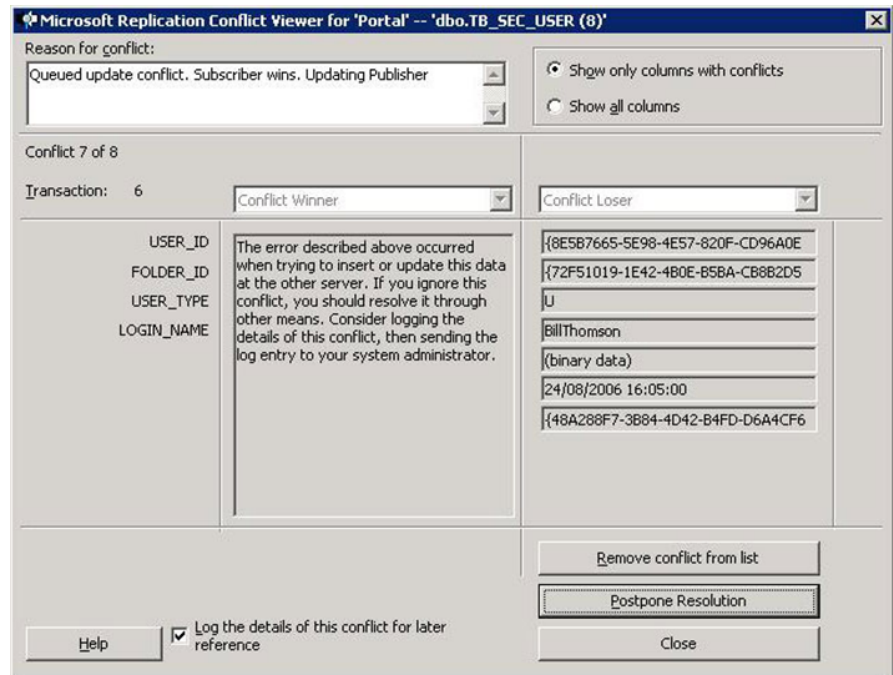 Microsoft Replication Conflict Viewer for 'Portal' -- 'dbo.TB_SEC_USER (8)'
Reason for conflict:
Queued update conflict. Subscriber wins. Updating Publisher
Show only columns with conflicts
Show all columns
Conflict 7 of 8
Transaction: 6
Conflict Winner
Conflict Loser
USER_ID
FOLDER_ID
USER_TYPE
LOGIN_NAME
The error described above occurred
when trying to insert or update this data
at the other server. If you ignore this
conflict, you should resolve it through
other means. Consider logging the
details of this conflict, then sending the
log entry to your system administrator.
{8E5B7665-5E98-4E57-820F-CD96A0E
{72F51019-1E42-4B0E-B5BA-CB8B2D5
U
BillThomson
(binary data)
24/08/2006 16:05:00
{48A288F7-3B84-4D42-B4FD-D6A4CF6
Remove conflict from list
Postpone Resolution
Close
Help
Log the details of this conflict for later
reference